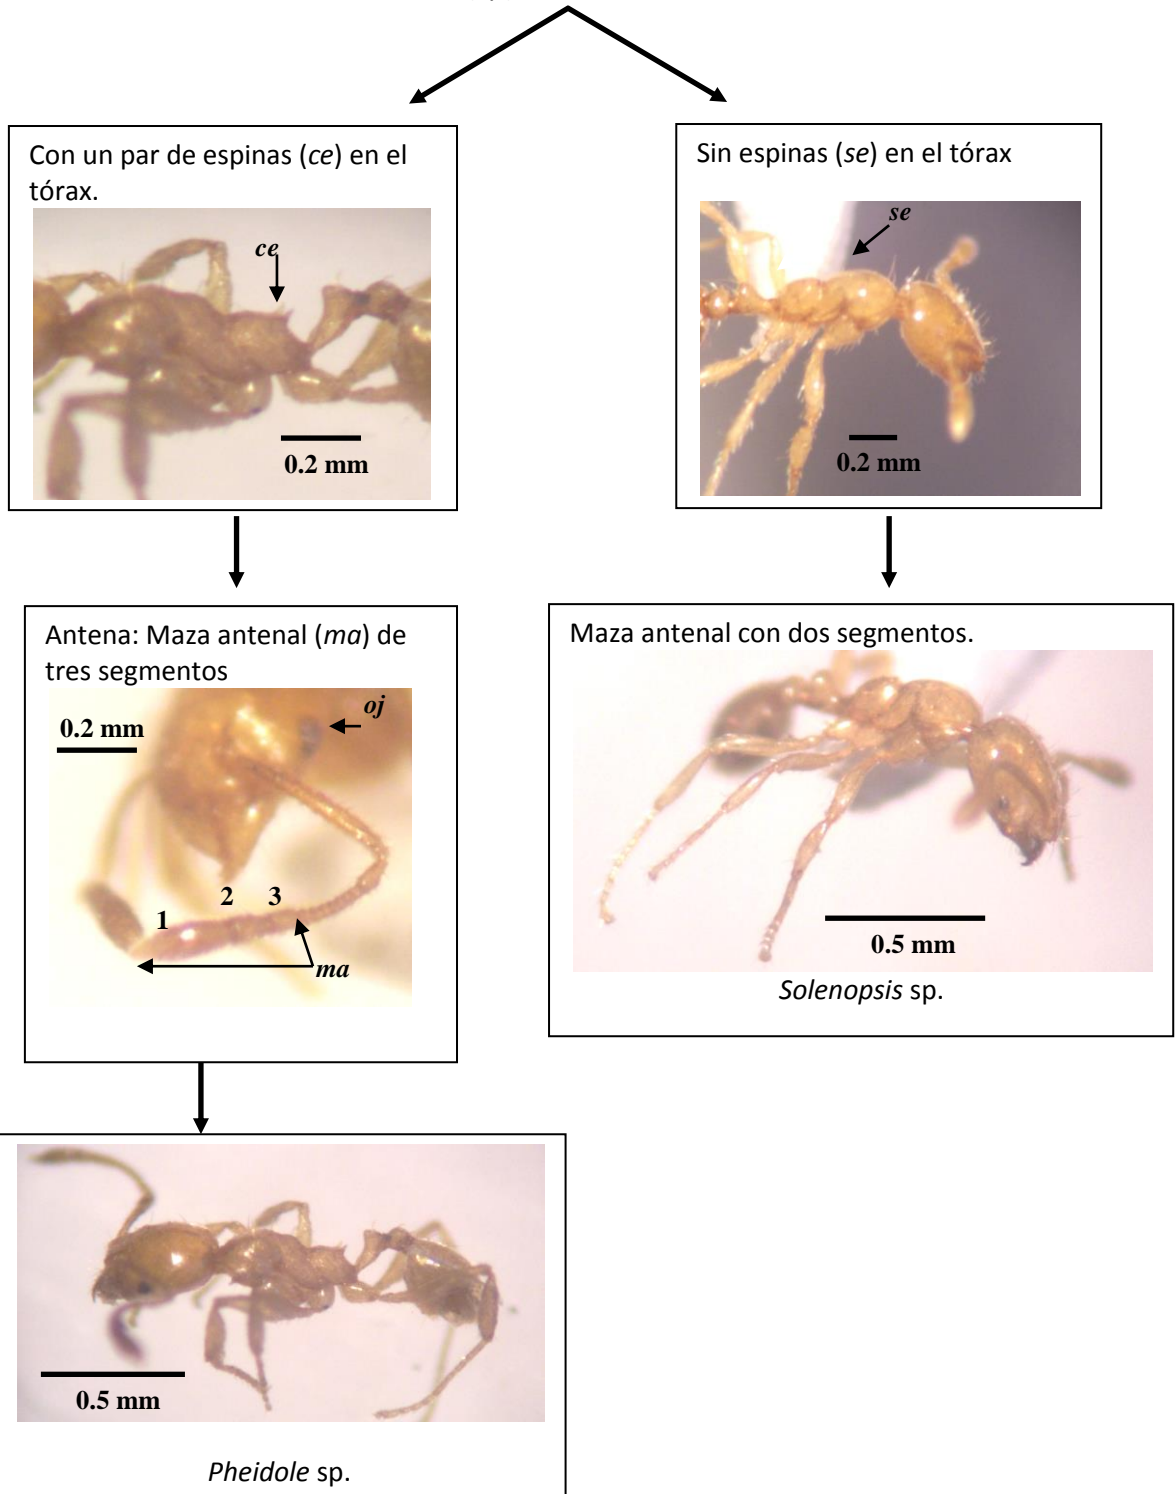 Con un par de espinas (ce) en el
tórax.
ce
0.2 mm
Sin espinas (se) en el tórax
se
0.2 mm
Antena: Maza antenal (ma) de
tres segmentos
0.2 mm
oj
1
2
3
ma
Maza antenal con dos segmentos.
0.5 mm
Solenopsis sp.
0.5 mm
Pheidole sp.